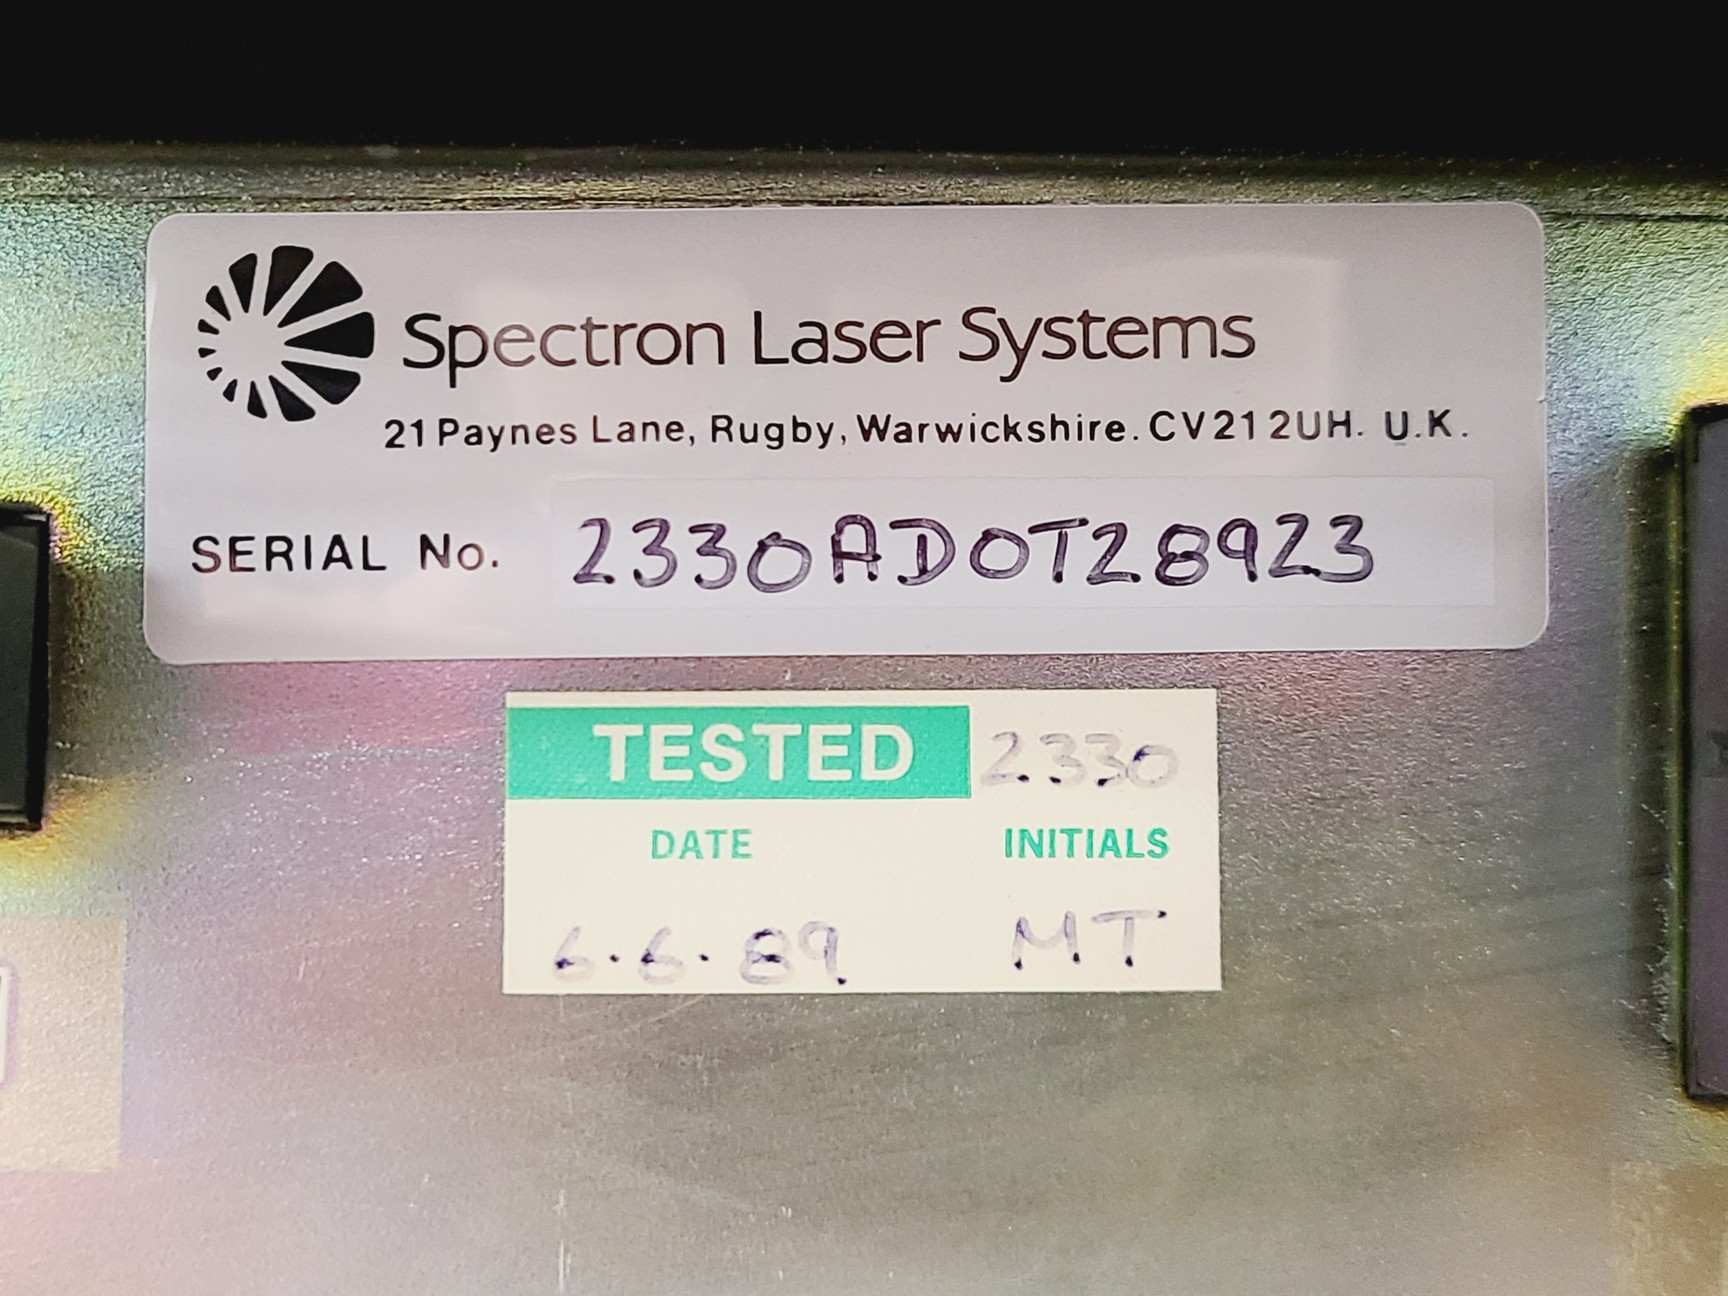 Spectron Laser Systems
21 Paynes Lane, Rugby, Warwickshire. CV21 2UH. U.K.
SERIAL No. 2330ADOT28923
TESTED 2330
DATE INITIALS
6.6.89 MT